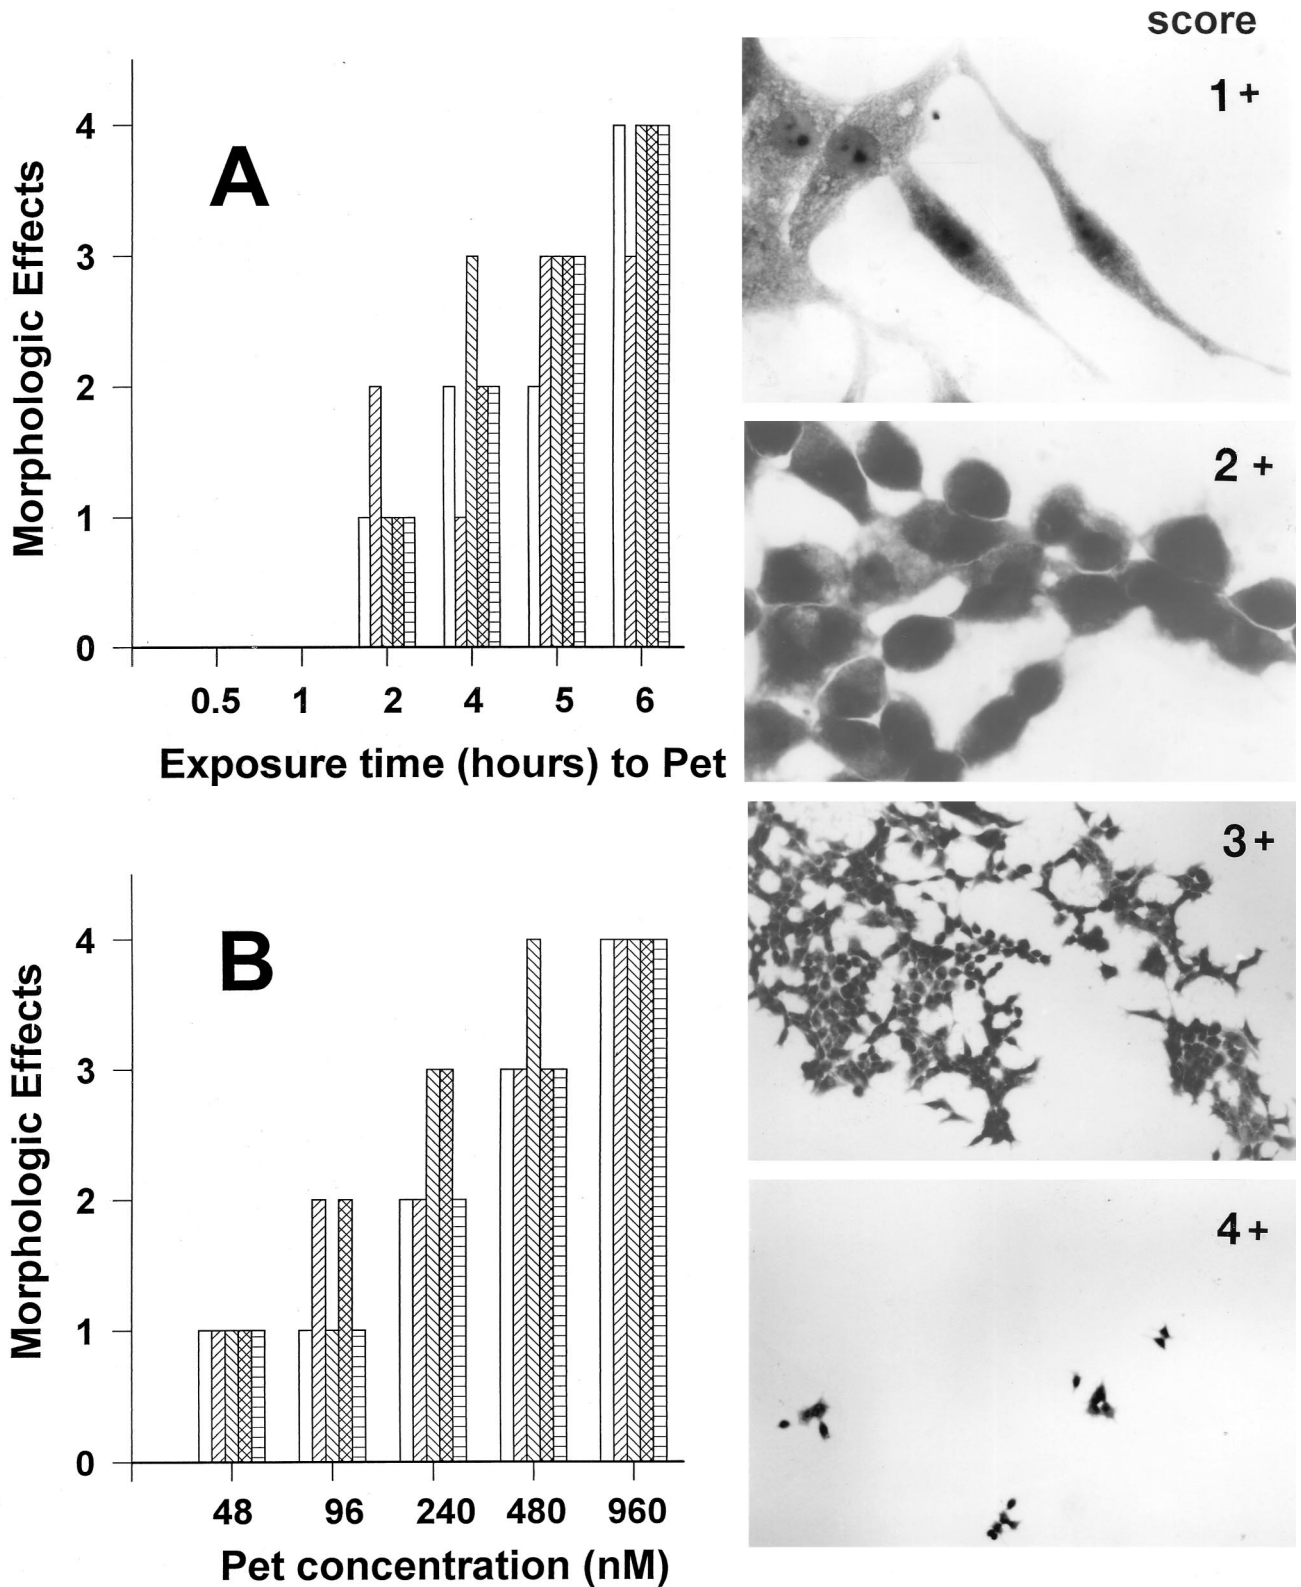 score
1 +
A
Morphologic Effects
4
3
2
1
0
0.5 1 2 4 5 6
Exposure time (hours) to Pet
2 +
3 +
B
Morphologic Effects
4
3
2
1
0
48 96 240 480 960
Pet concentration (nM)
4 +